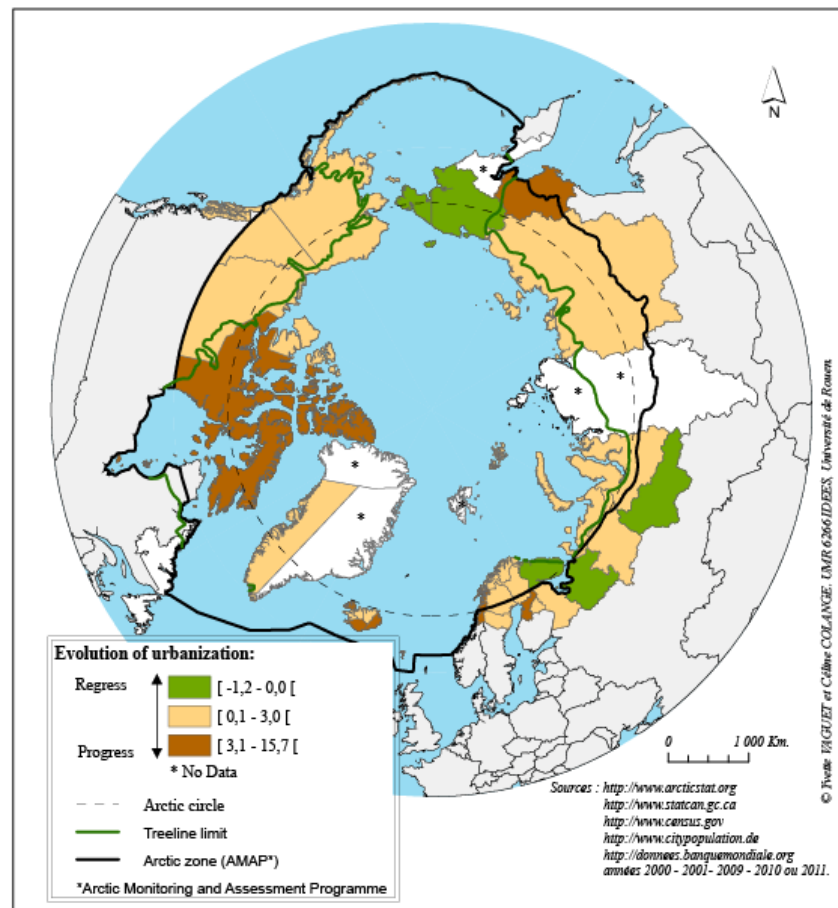 N
*
*
*
*
*
*
Evolution of urbanization:
Regress
[ -1,2 - 0,0 [
[ 0,1 - 3,0 [
Progress
[ 3,1 - 15,7 [
* No Data
Arctic circle
Treeline limit
Arctic zone (AMAP*)
*Arctic Monitoring and Assessment Programme
0 1 000 Km.
Sources : http://www.arcticstat.org
http://www.statcan.gc.ca
http://www.census.gov
http://www.citypopulation.de
http://donnees.banquemondiale.org
années 2000 - 2001- 2009 - 2010 ou 2011.
© Yvette VAGUET et Céline COLANGE, UMR 6266 IDEES, Université de Rouen